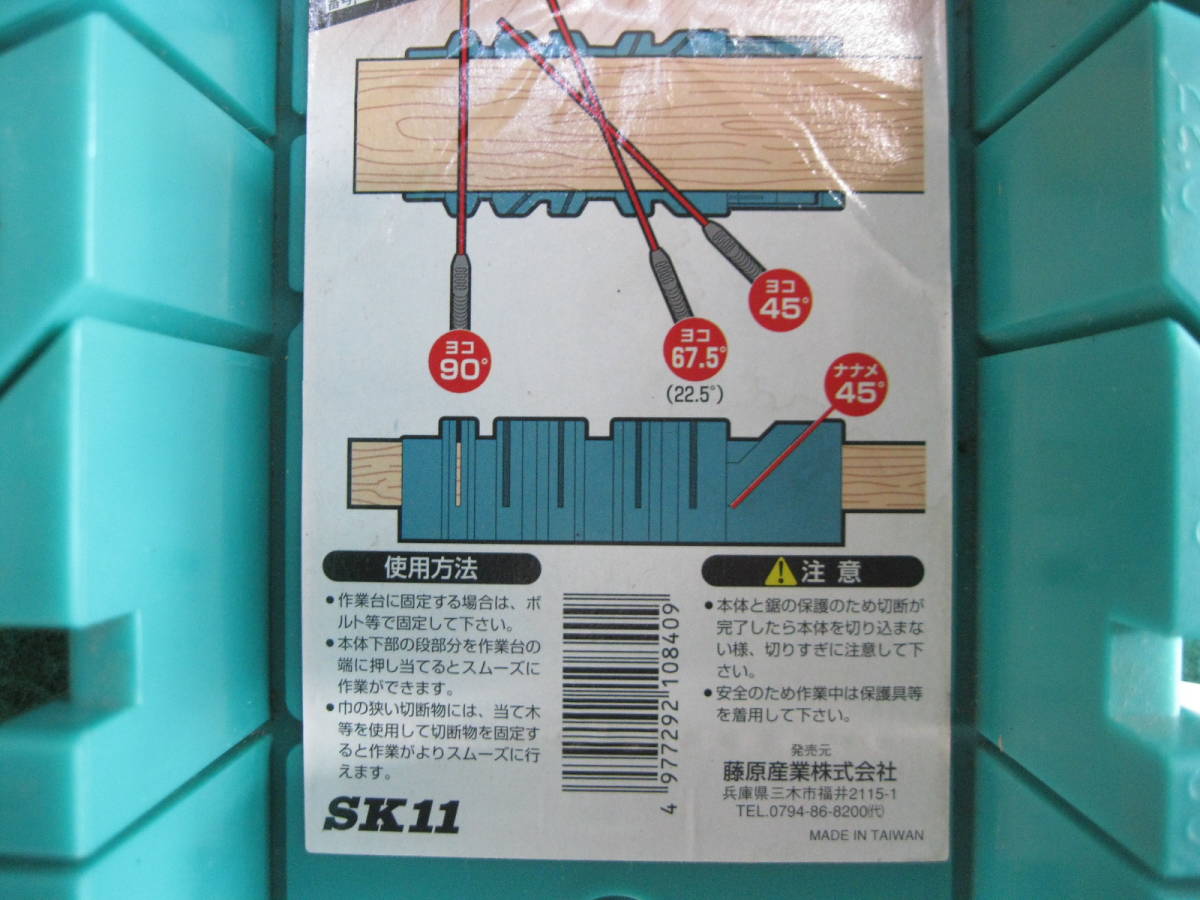 ヨコ
45°
ヨコ
67.5°
(22.5°)
ヨコ
90°
ナナメ
45°
使用方法
●作業台に固定する場合は、ボ
ルト等で固定して下さい。
●本体下部の段部分を作業台の
端に押し当てるとスムーズに
作業ができます。
●巾の狭い切断物には、当て木
等を使用して切断物を固定す
ると作業がよりスムーズに行
えます。
SK11
4 977292 108409
注意
●本体と鋸の保護のため切断が
完了したら本体を切り込まな
い様、切りすぎに注意して下
さい。
●安全のため作業中は保護具等
を着用して下さい。
発売元
藤原産業株式会社
兵庫県三木市福井2115-1
TEL.0794-86-8200㈹
MADE IN TAIWAN